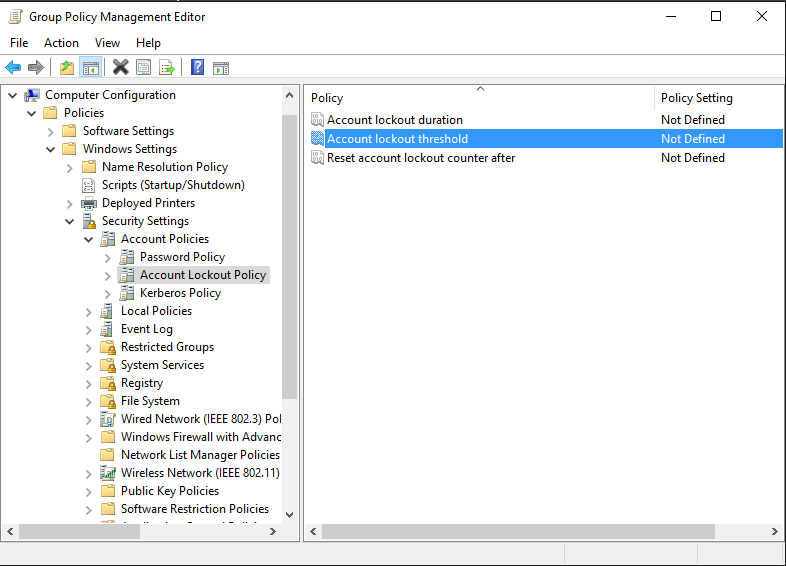 Group Policy Management Editor
File Action View Help
Computer Configuration
Policies
Software Settings
Windows Settings
Name Resolution Policy
Scripts (Startup/Shutdown)
Deployed Printers
Security Settings
Account Policies
Password Policy
Account Lockout Policy
Kerberos Policy
Local Policies
Event Log
Restricted Groups
System Services
Registry
File System
Wired Network (IEEE 802.3) Pol
Windows Firewall with Advanc
Network List Manager Policies
Wireless Network (IEEE 802.11)
Public Key Policies
Software Restriction Policies
Policy Policy Setting
Account lockout duration Not Defined
Account lockout threshold Not Defined
Reset account lockout counter after Not Defined